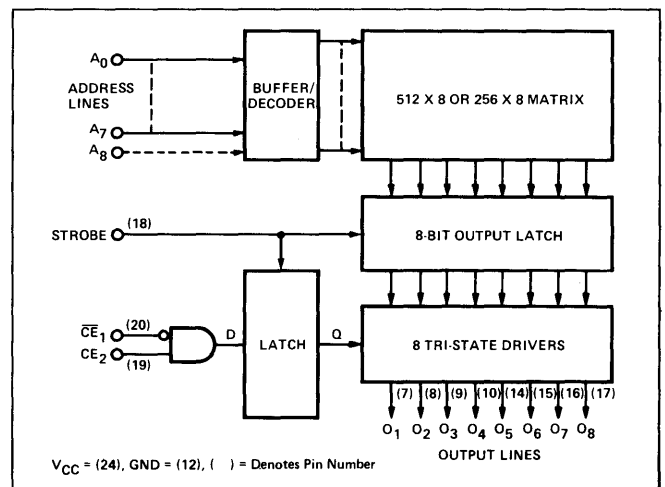 A0
ADDRESS
LINES
A7
A8
BUFFER/
DECODER
512 X 8 OR 256 X 8 MATRIX
STROBE (18)
8-BIT OUTPUT LATCH
CE1 (20)
CE2 (19)
D
LATCH
Q
8 TRI-STATE DRIVERS
(7) (8) (9) (10) (14) (15) (16) (17)
O1 O2 O3 O4 O5 O6 O7 O8
OUTPUT LINES
VCC = (24), GND = (12), ( ) = Denotes Pin Number